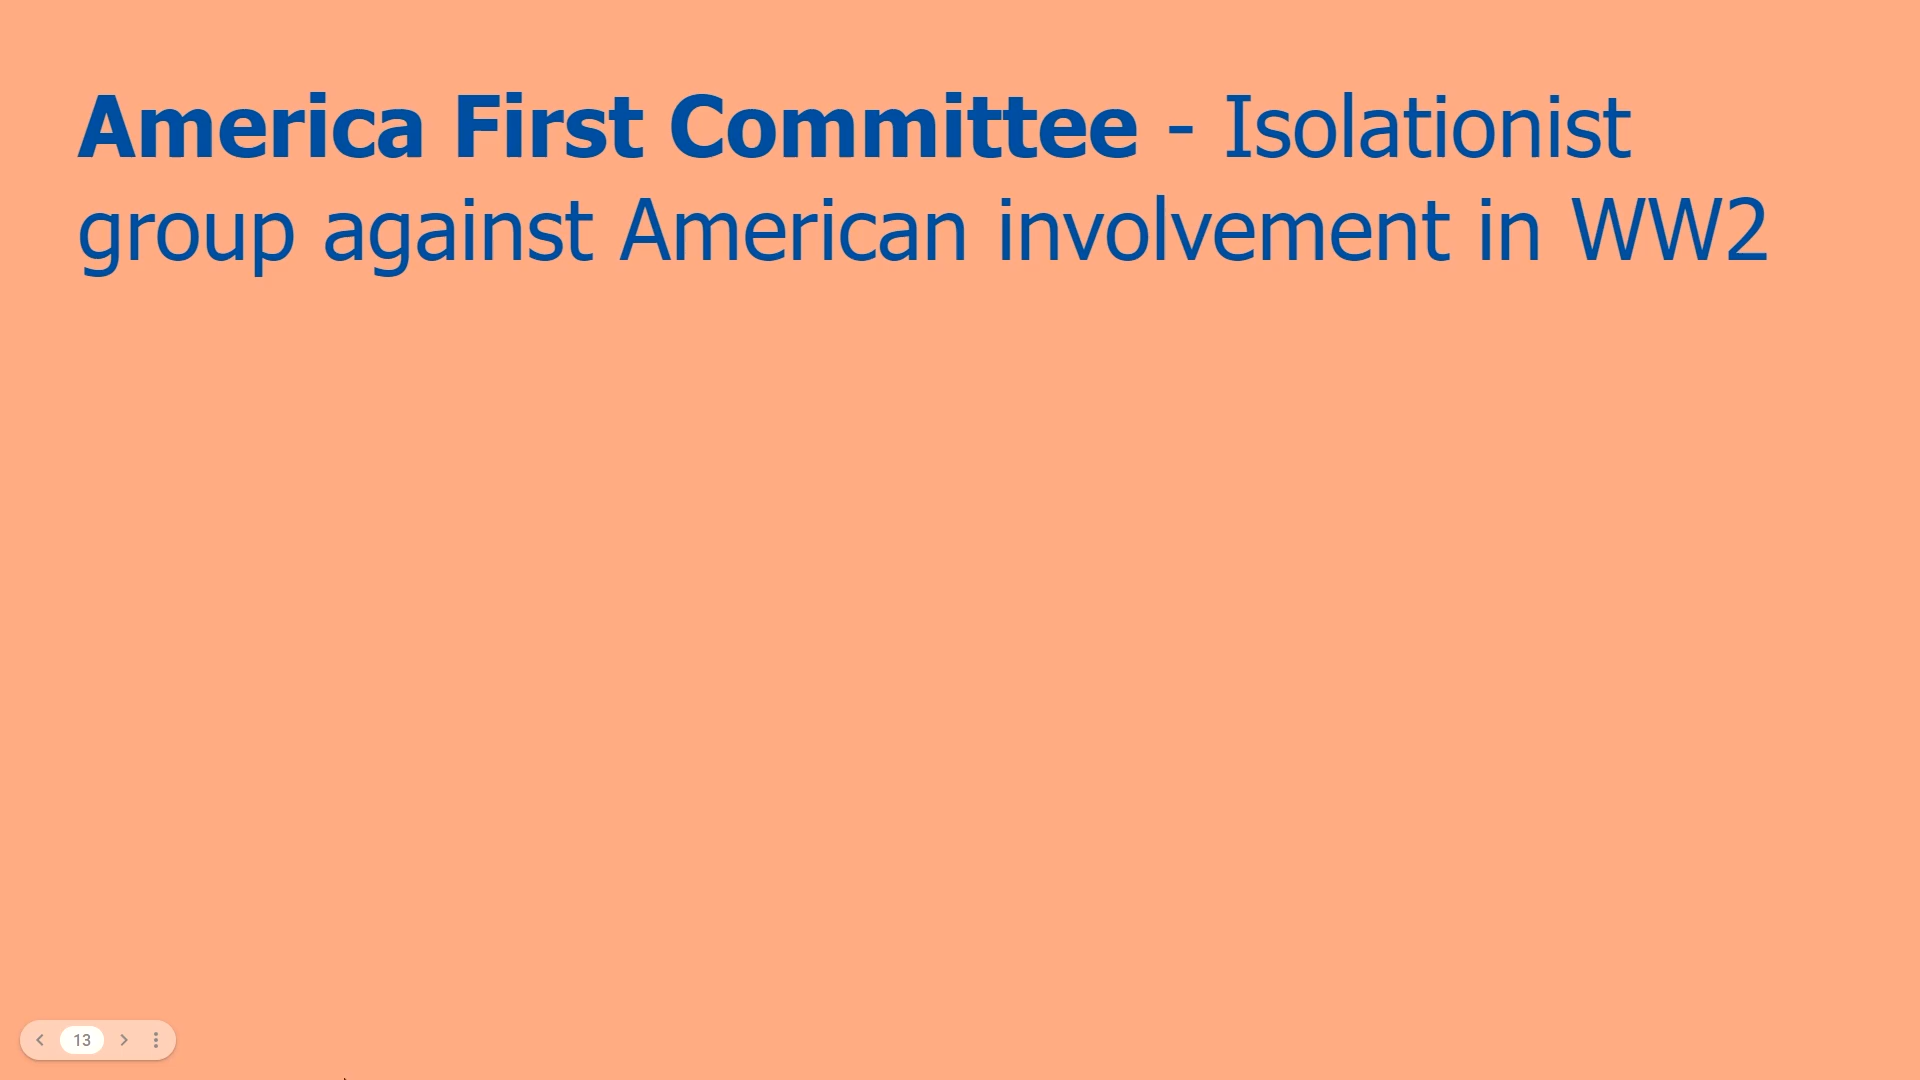 America First Committee - Isolationist
group against American involvement in WW2
13